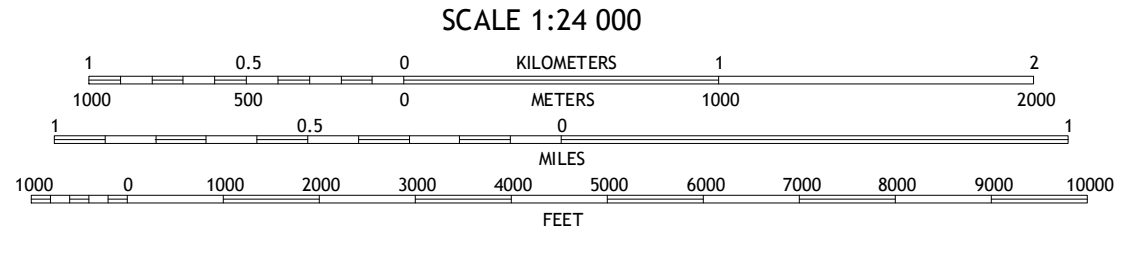 SCALE 1:24 000
1 0.5 0 KILOMETERS 1 2
1000 500 0 METERS 1000 2000
1 0.5 0 1
MILES
1000 0 1000 2000 3000 4000 5000 6000 7000 8000 9000 10000
FEET